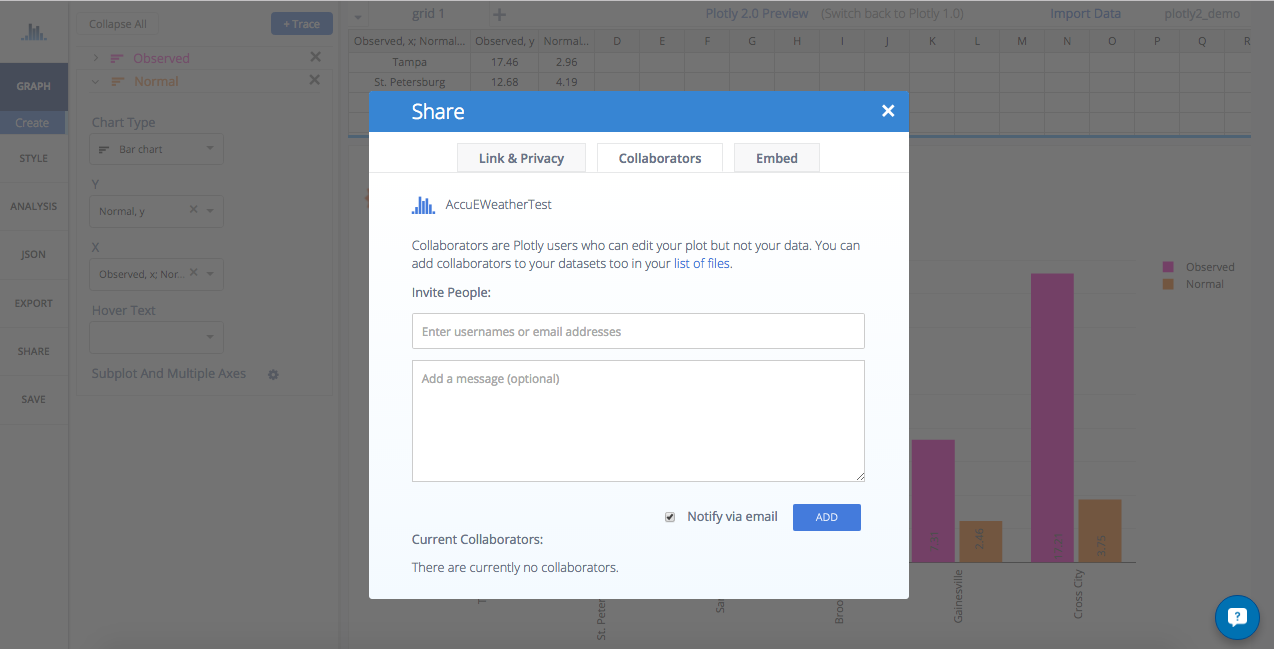 Collapse All
+ Trace
grid 1
Plotly 2.0 Preview
(Switch back to Plotly 1.0)
Import Data
plotly2_demo
Observed
Normal
GRAPH
Create
STYLE
ANALYSIS
JSON
EXPORT
SHARE
SAVE
Chart Type
Bar chart
Y
Normal, y
X
Observed, x; Nor...
Hover Text
Subplot And Multiple Axes
Observed, x; Normal... Observed, y Normal... D E F G H I J K L M N O P Q R
Tampa 17.46 2.96
St. Petersburg 12.68 4.19
Share
Link & Privacy
Collaborators
Embed
AccuEWeatherTest
Collaborators are Plotly users who can edit your plot but not your data. You can
add collaborators to your datasets too in your list of files.
Invite People:
Enter usernames or email addresses
Add a message (optional)
Notify via email
ADD
Current Collaborators:
There are currently no collaborators.
Observed
Normal
2.46
3.75
St. Peter
Sa
Broo
Gainesville
Cross City
?